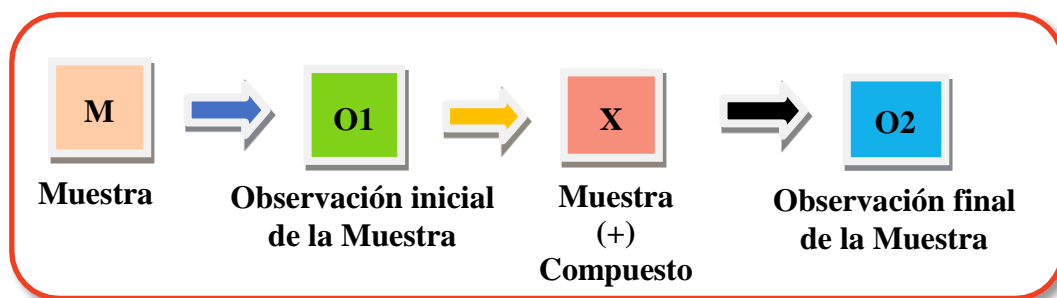 M
O1
X
O2
Muestra
Observación inicial
de la Muestra
Muestra
(+)
Compuesto
Observación final
de la Muestra